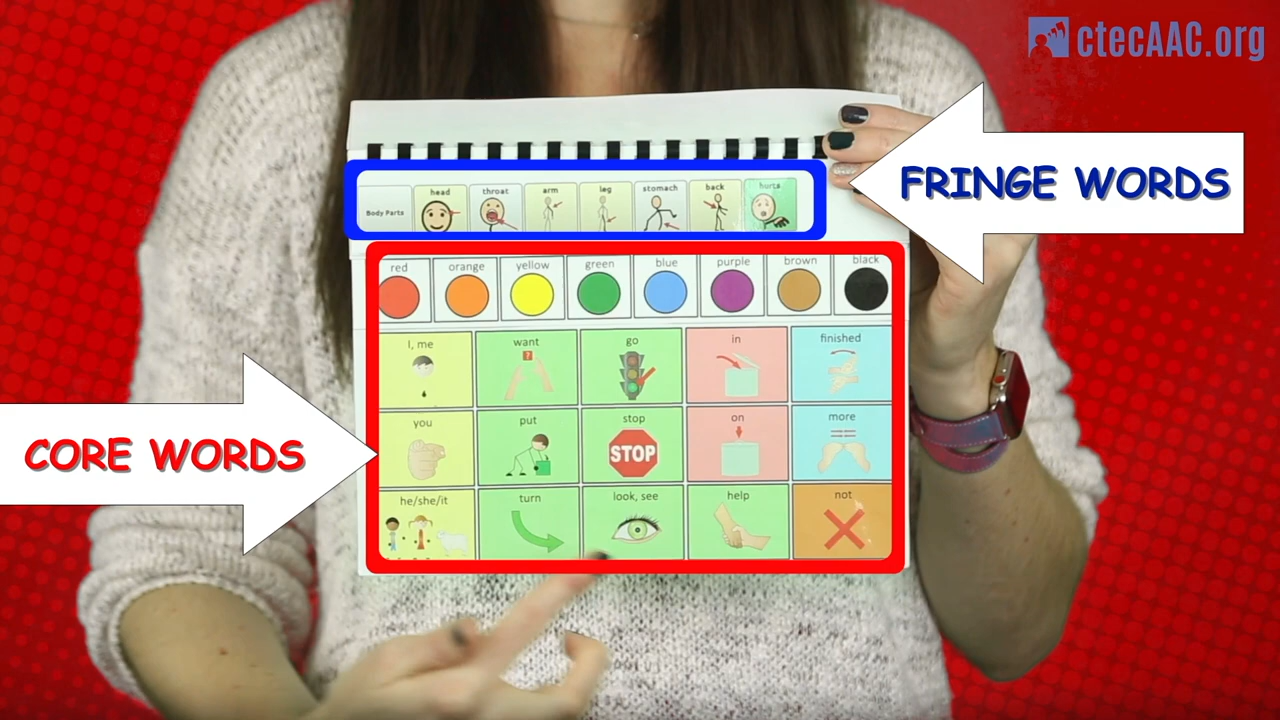 ctecAAC.org
FRINGE WORDS
Body Parts head throat arm leg stomach back hurts
red orange yellow green blue purple brown black
I, me want go in finished
?
CORE WORDS
you put stop on more
STOP
he/she/it turn look, see help not